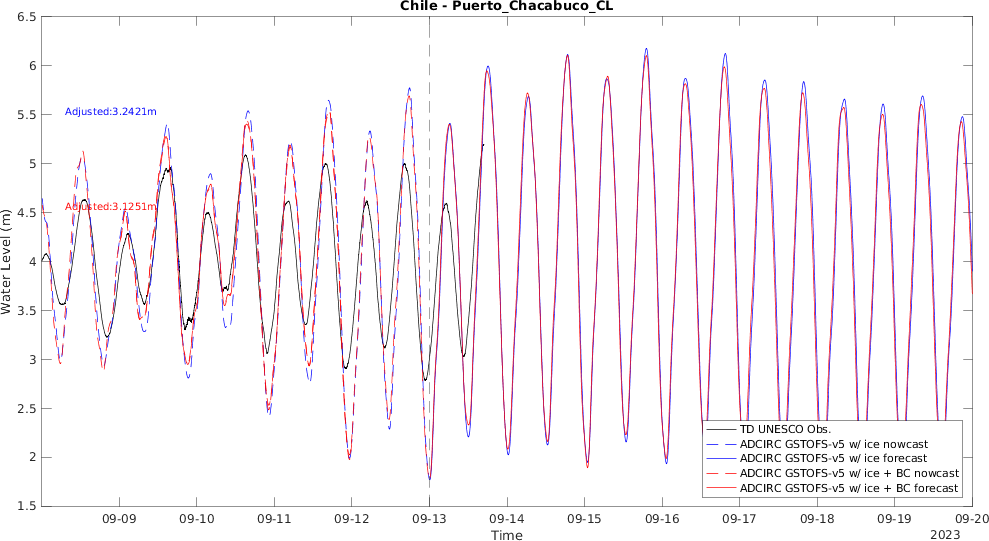 Chile - Puerto_Chacabuco_CL
6.5
6
5.5
5
4.5
4
3.5
3
2.5
2
1.5
Water Level (m)
Adjusted:3.2421m
Adjusted:3.1251m
TD UNESCO Obs.
ADCIRC GSTOFS-v5 w/ ice nowcast
ADCIRC GSTOFS-v5 w/ ice forecast
ADCIRC GSTOFS-v5 w/ ice + BC nowcast
ADCIRC GSTOFS-v5 w/ ice + BC forecast
09-09 09-10 09-11 09-12 09-13 09-14 09-15 09-16 09-17 09-18 09-19 09-20
Time
2023